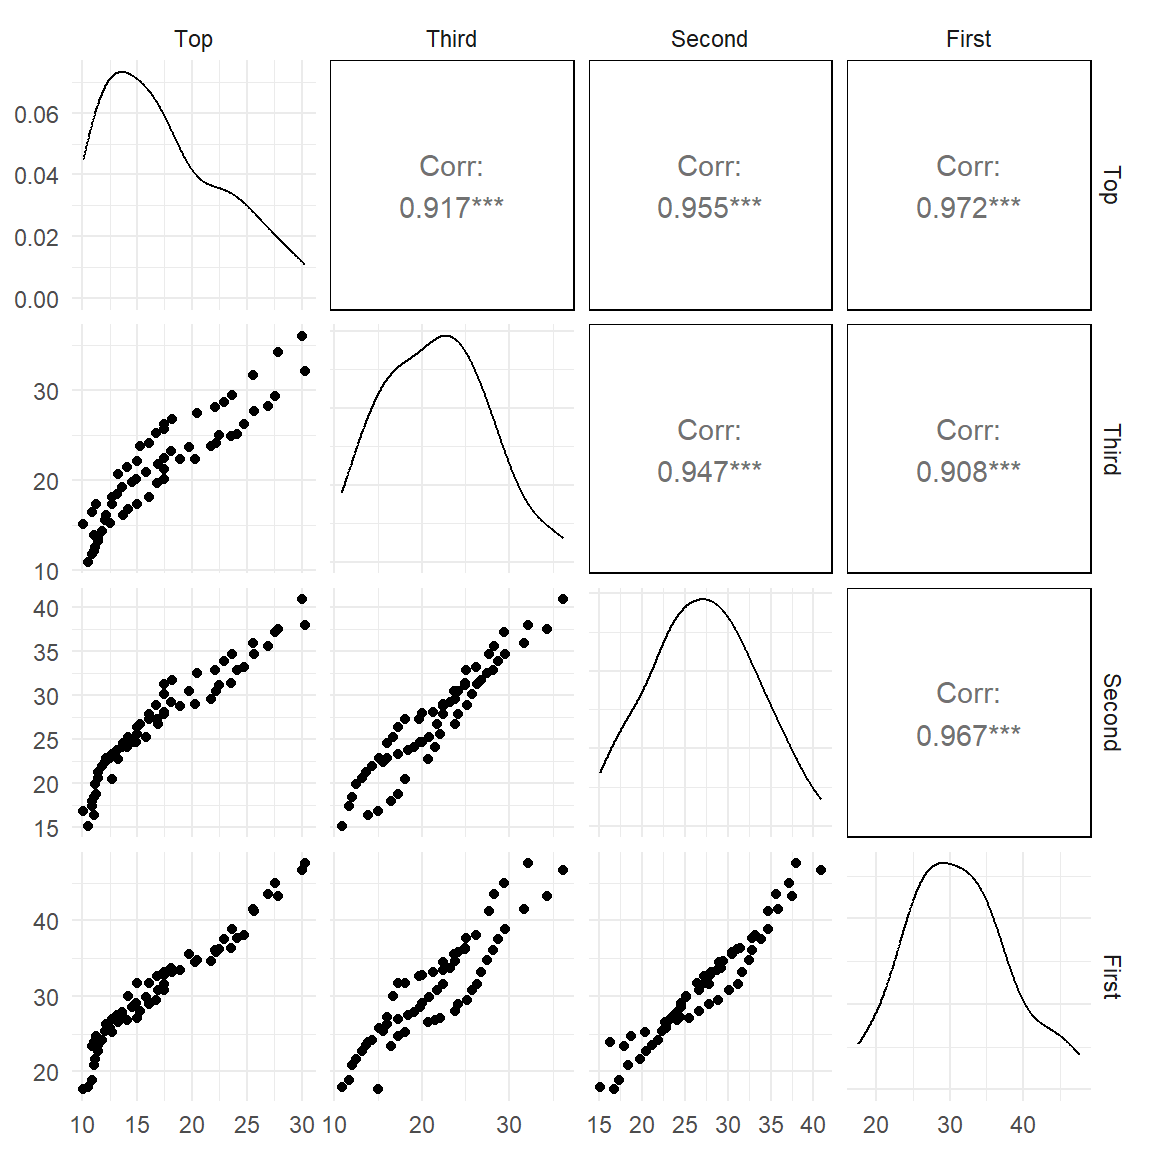 Top Third Second First
0.06
0.04
0.02
0.00
Corr:
0.917***
Corr:
0.955***
Corr:
0.972***
Top
30
20
10
Corr:
0.947***
Corr:
0.908***
Third
40
35
30
25
20
15
Corr:
0.967***
Second
40
30
20
First
10 15 20 25 30 10 20 30 15 20 25 30 35 40 20 30 40